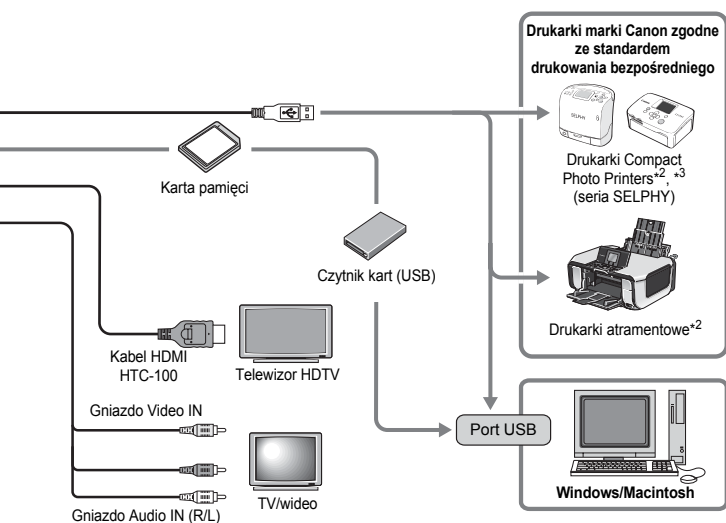 Drukarki marki Canon zgodne
ze standardem
drukowania bezpośredniego
SELPHY
Drukarki Compact
Photo Printers*2, *3
(seria SELPHY)
Karta pamięci
Czytnik kart (USB)
Drukarki atramentowe*2
Kabel HDMI
HTC-100
Telewizor HDTV
Gniazdo Video IN
Port USB
TV/wideo
Windows/Macintosh
Gniazdo Audio IN (R/L)